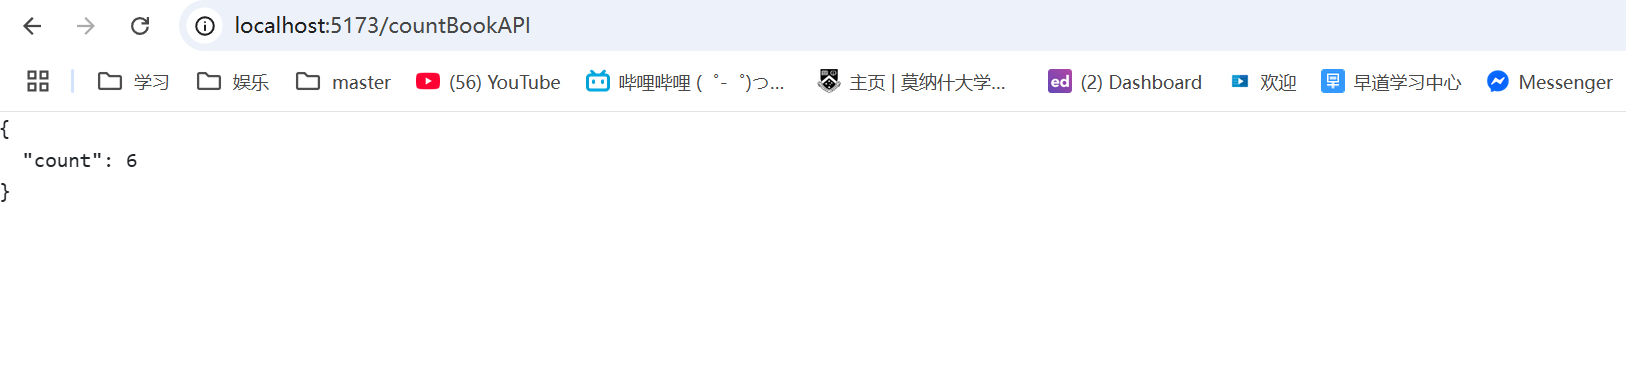 localhost:5173/countBookAPI
学习 娱乐 master (56) YouTube 哔哩哔哩 (゜-゜)つ... 主页 | 莫纳什大学... ed (2) Dashboard 欢迎 早道学习中心 Messenger
{
  "count": 6
}